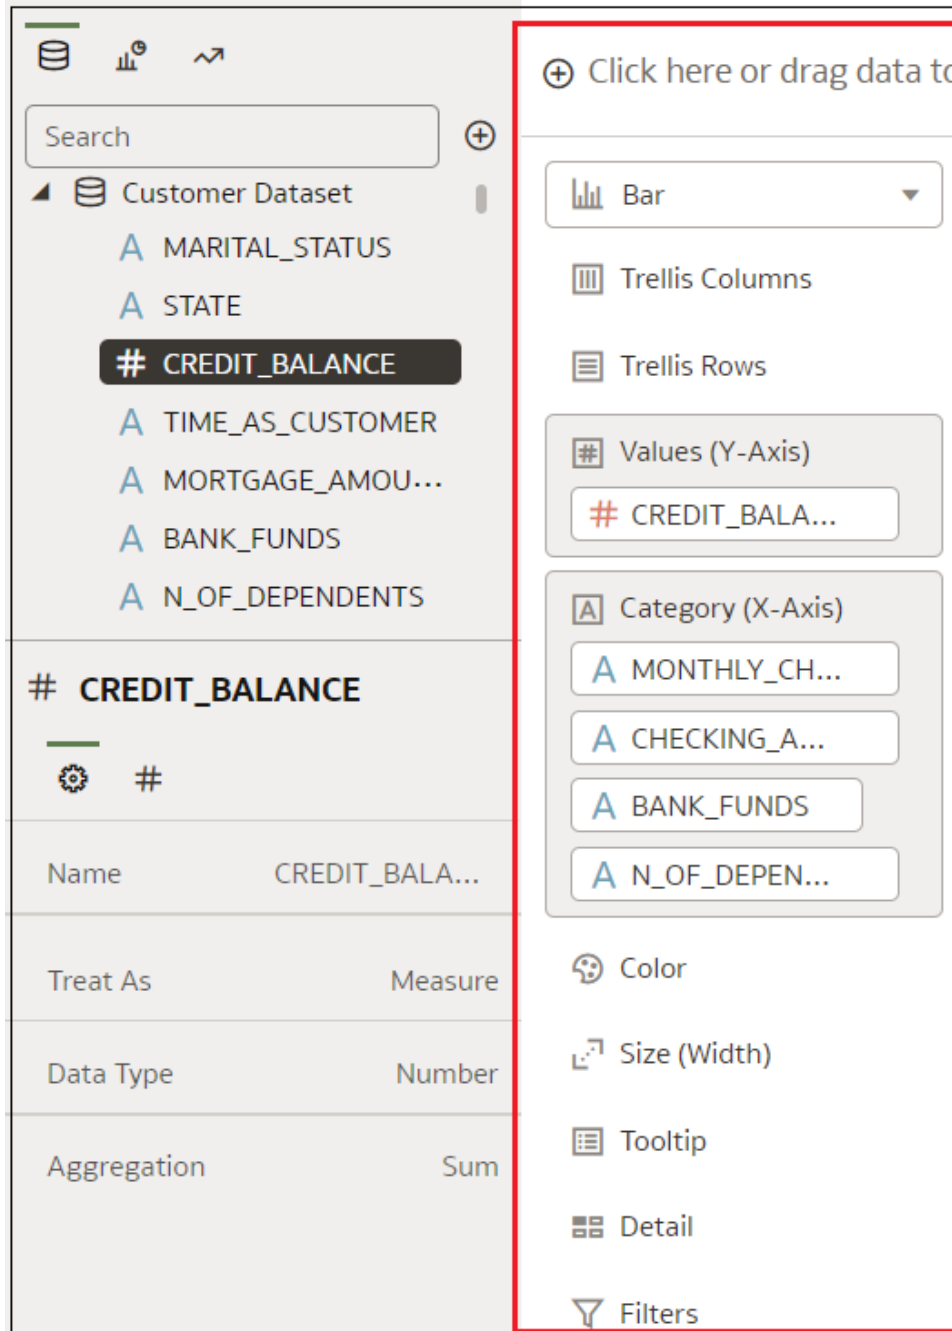 Search
Customer Dataset
A MARITAL_STATUS
A STATE
# CREDIT_BALANCE
A TIME_AS_CUSTOMER
A MORTGAGE_AMOU...
A BANK_FUNDS
A N_OF_DEPENDENTS
# CREDIT_BALANCE
#
Name CREDIT_BALA...
Treat As Measure
Data Type Number
Aggregation Sum
Click here or drag data to
Bar
Trellis Columns
Trellis Rows
# Values (Y-Axis)
# CREDIT_BALA...
A Category (X-Axis)
A MONTHLY_CH...
A CHECKING_A...
A BANK_FUNDS
A N_OF_DEPEN...
Color
Size (Width)
Tooltip
Detail
Filters